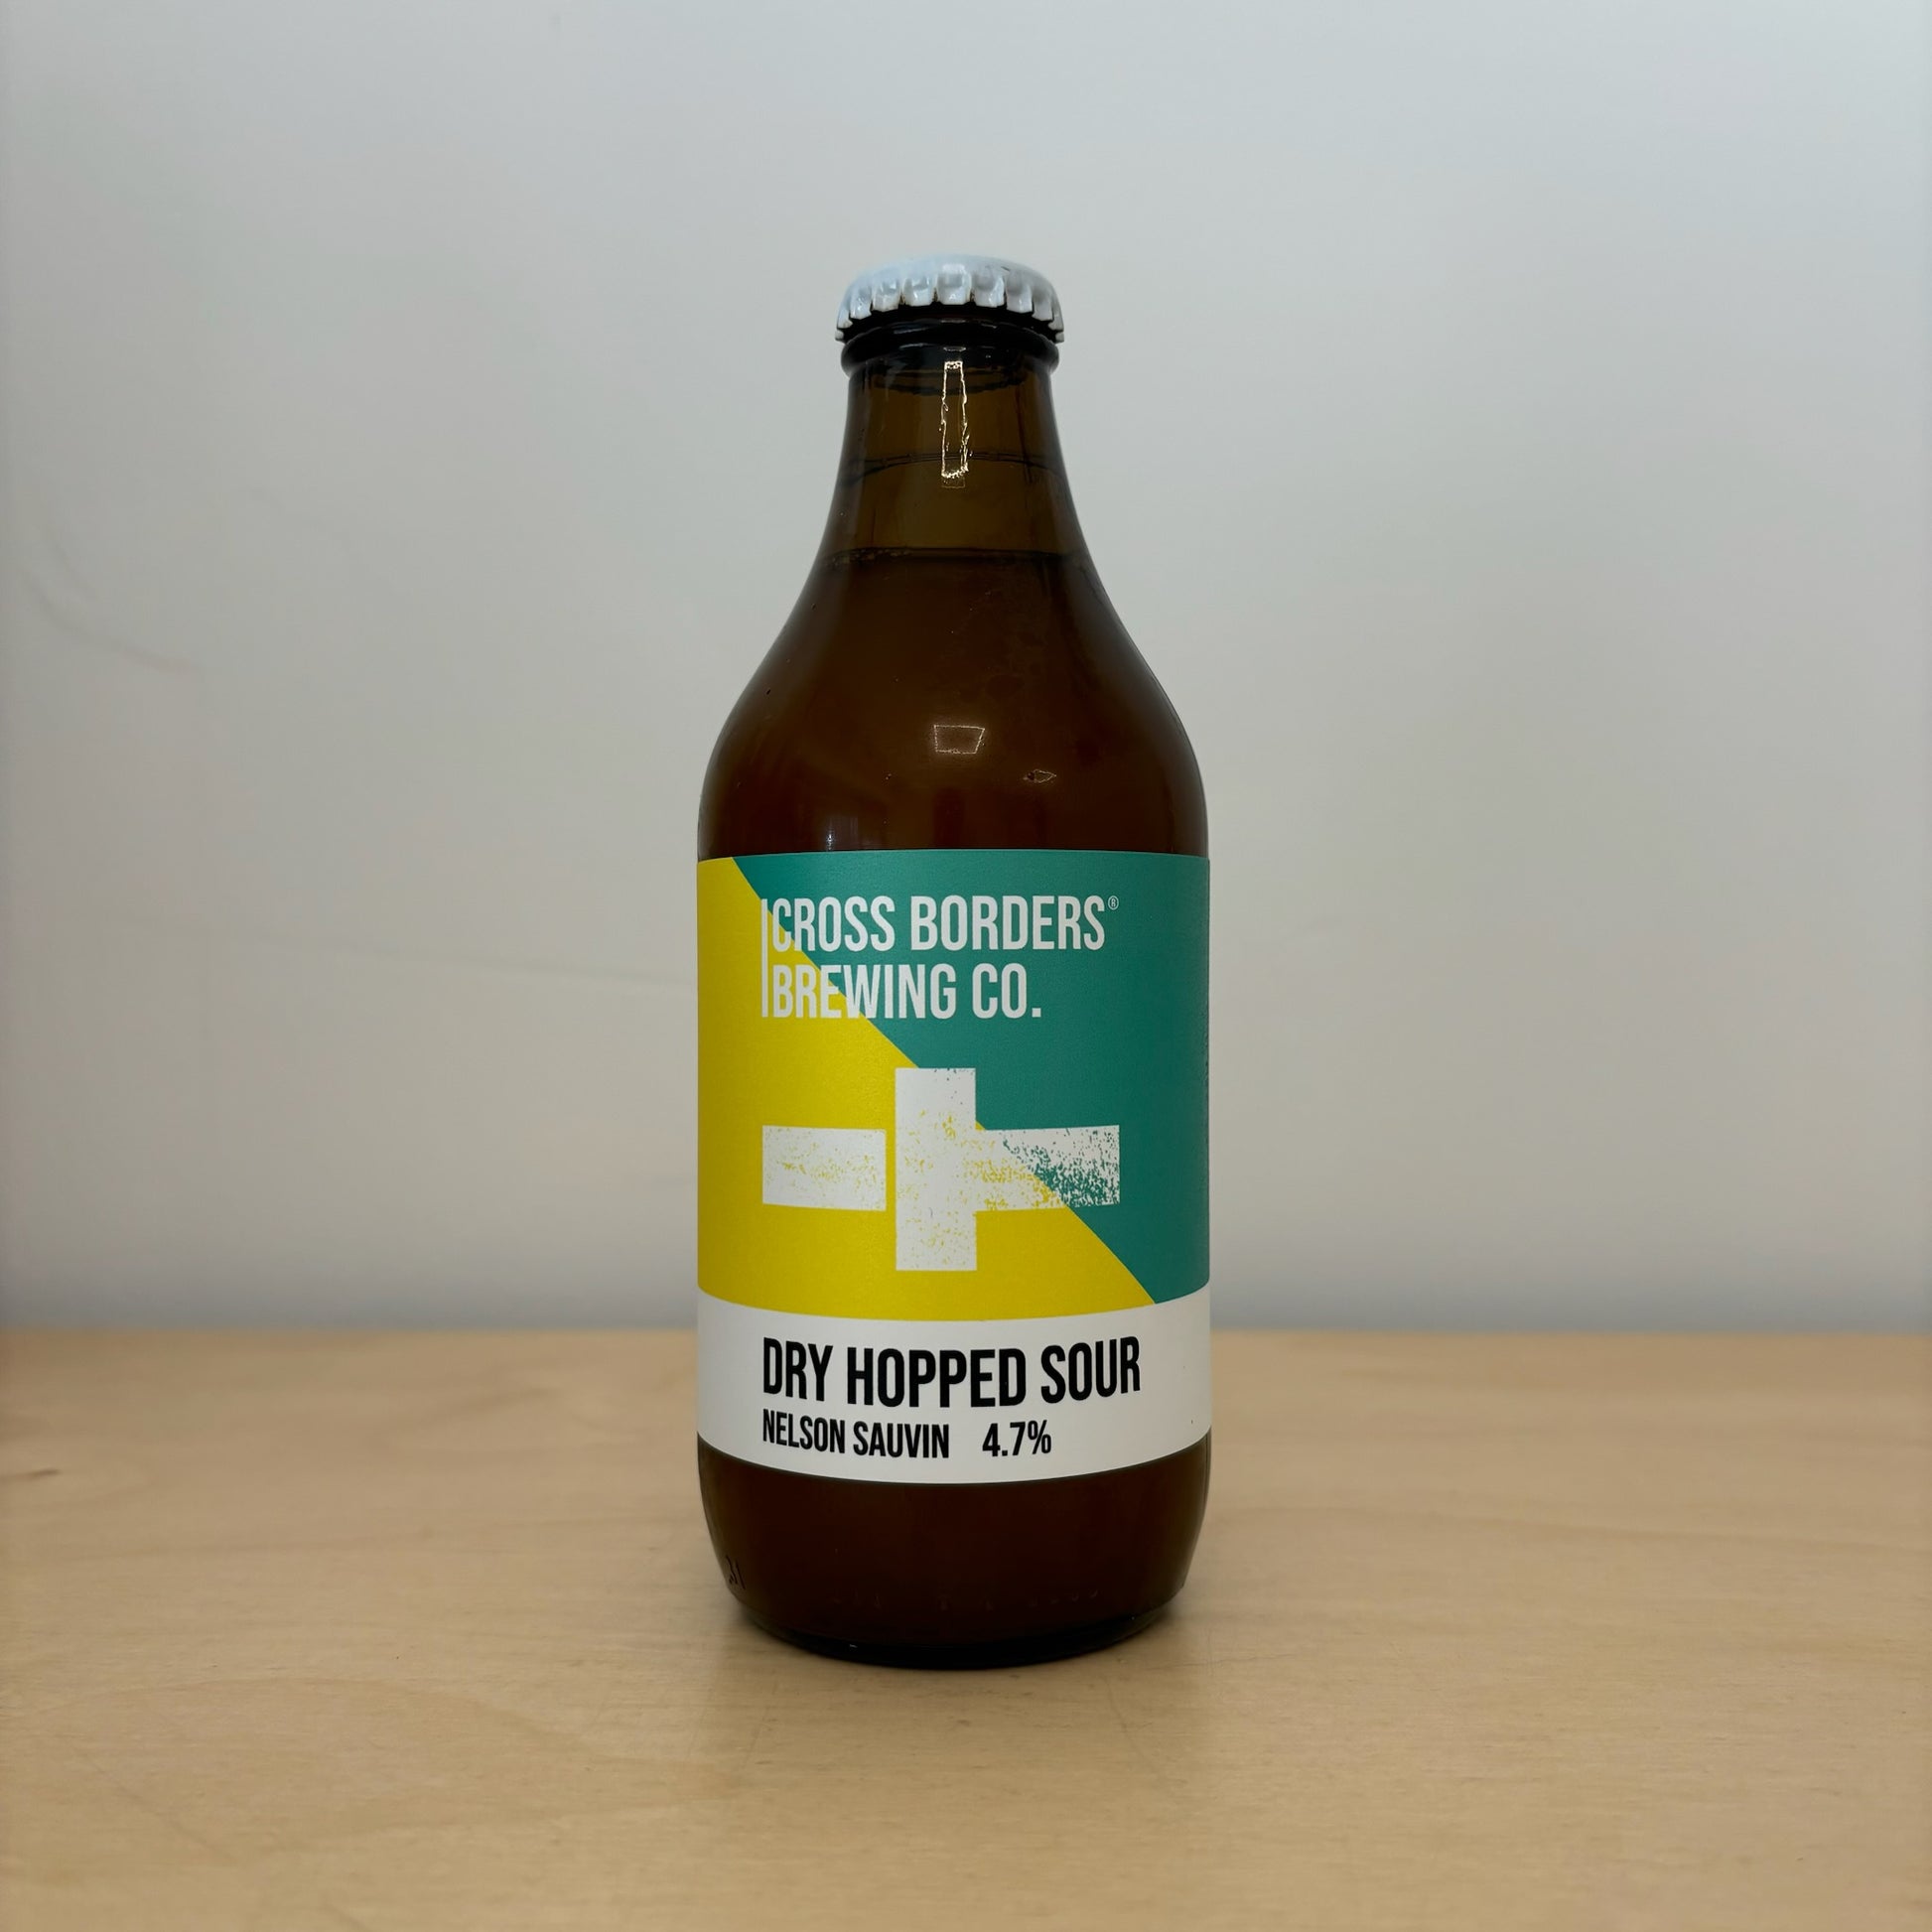 CROSS BORDERS®
BREWING CO.
DRY HOPPED SOUR
NELSON SAUVIN 4.7%